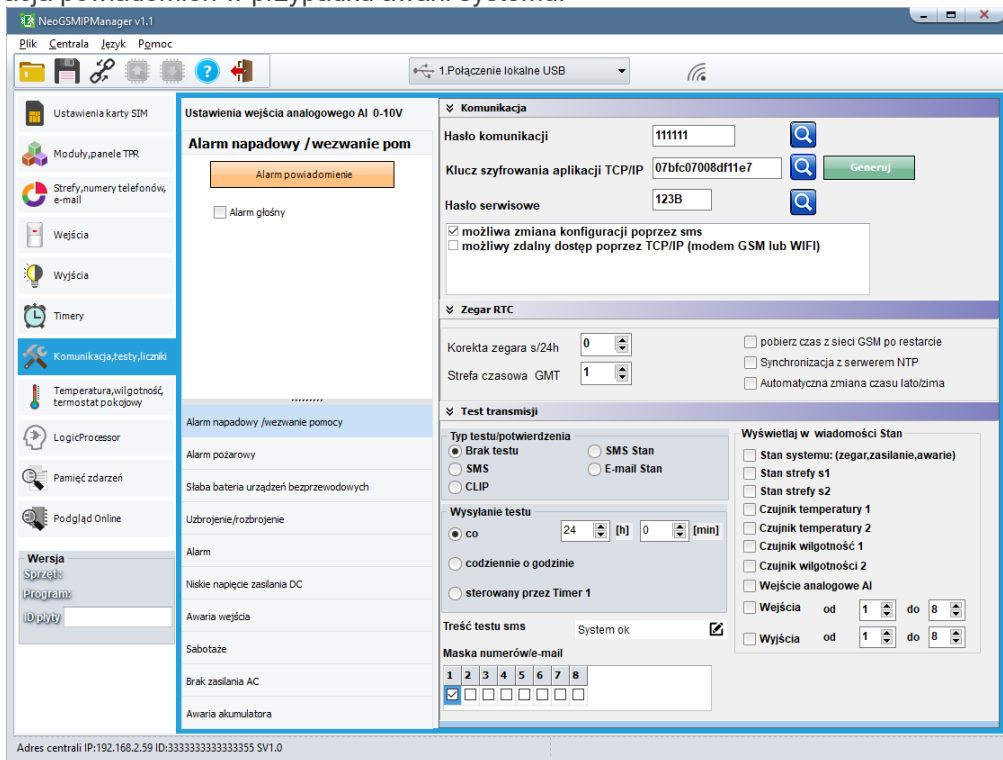 NeoGSMIPManager v1.1
Plik Centrala Język Pomoc
1.Połączenie lokalne USB
Ustawienia karty SIM
Moduły,panele TPR
Strefy,numery telefonów,
e-mail
Wejścia
Wyjścia
Timery
Komunikacja,testy,liczniki
Temperatura,wilgotność,
termostat pokojowy
LogicProcessor
Pamięć zdarzeń
Podgląd Online
Wersja
Sprzęt:
Program:
ID płyty
Ustawienia wejścia analogowego AI 0-10V
Alarm napadowy /wezwanie pom
Alarm powiadomienie
Alarm głośny
Alarm napadowy /wezwanie pomocy
Alarm pożarowy
Słaba bateria urządzeń bezprzewodowych
Uzbrojenie/rozbrojenie
Alarm
Niskie napięcie zasilania DC
Awaria wejścia
Sabotaże
Brak zasilania AC
Awaria akumulatora
Komunikacja
Hasło komunikacji 111111
Klucz szyfrowania aplikacji TCP/IP 07bfc07008df11e7 Generuj
Hasło serwisowe 123B
możliwa zmiana konfiguracji poprzez sms
możliwy zdalny dostęp poprzez TCP/IP (modem GSM lub WIFI)
Zegar RTC
Korekta zegara s/24h 0
Strefa czasowa GMT 1
pobierz czas z sieci GSM po restarcie
Synchronizacja z serwerem NTP
Automatyczna zmiana czasu lato/zima
Test transmisji
Typ testu/potwierdzenia
Brak testu SMS Stan
SMS E-mail Stan
CLIP
Wysyłanie testu
co 24 [h] 0 [min]
codziennie o godzinie
sterowany przez Timer 1
Treść testu sms System ok
Maska numerów/e-mail
1 2 3 4 5 6 7 8
Wyświetlaj w wiadomości Stan
Stan systemu: (zegar,zasilanie,awarie)
Stan strefy s1
Stan strefy s2
Czujnik temperatury 1
Czujnik temperatury 2
Czujnik wilgotność 1
Czujnik wilgotności 2
Wejście analogowe AI
Wejścia od 1 do 8
Wyjścia od 1 do 8
Adres centrali IP:192.168.2.59 ID:3333333333333355 SV1.0